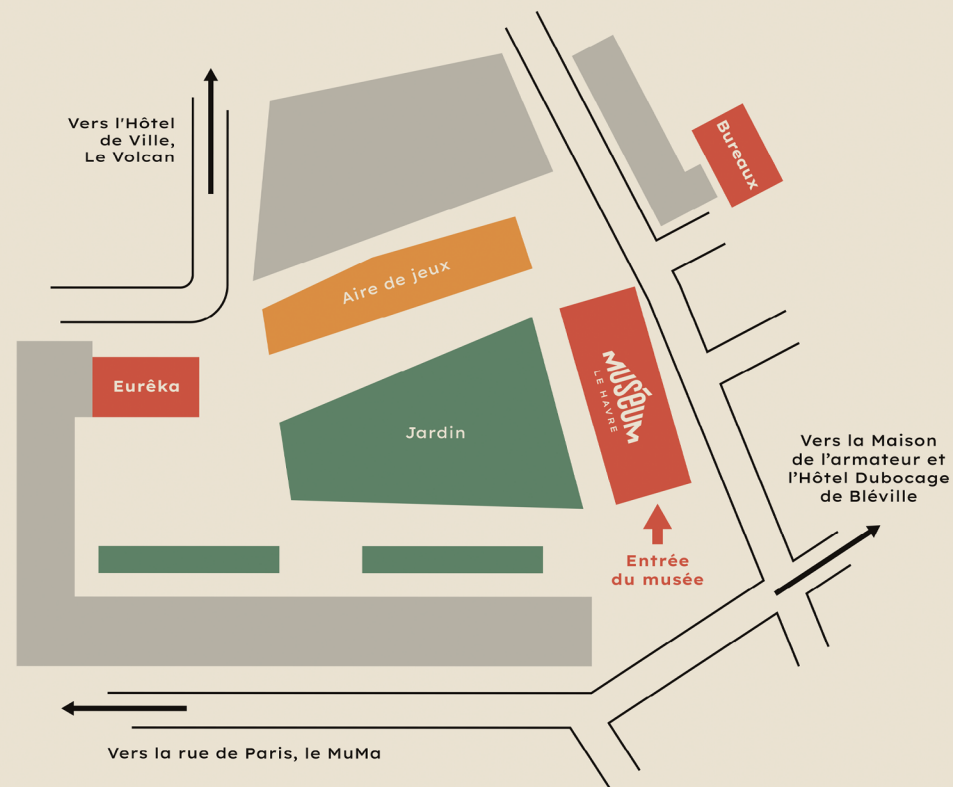 Vers l'Hôtel
de Ville,
Le Volcan
Bureaux
Aire de jeux
Eurêka
MUSÉUM
LE HAVRE
Jardin
Vers la Maison
de l’armateur et
l’Hôtel Dubocage
de Bléville
Entrée
du musée
Vers la rue de Paris, le MuMa